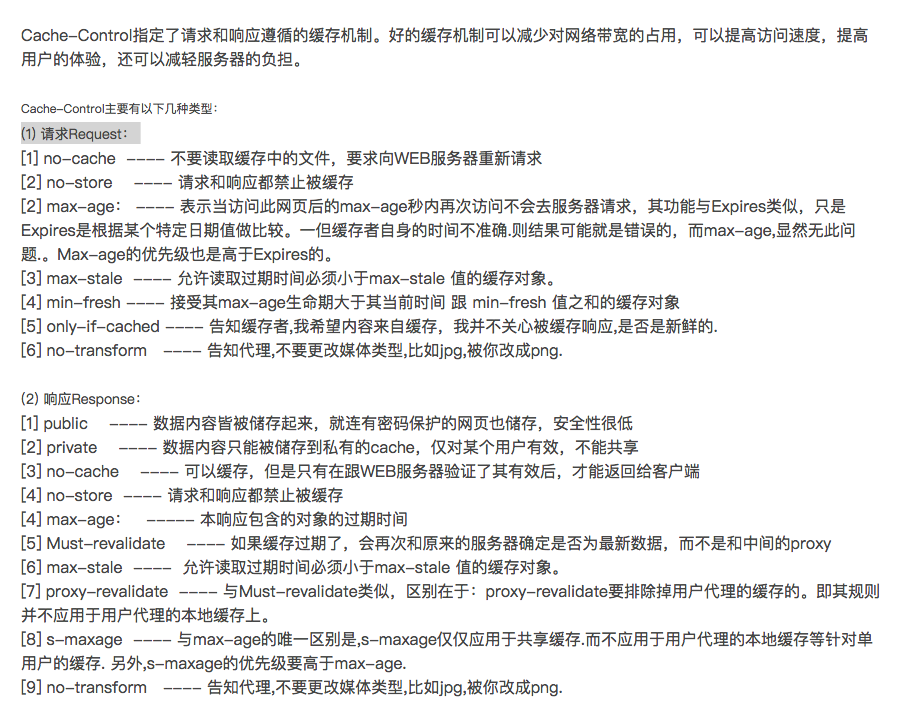 Cache-Control指定了请求和响应遵循的缓存机制。好的缓存机制可以减少对网络带宽的占用，可以提高访问速度，提高
用户的体验，还可以减轻服务器的负担。
Cache-Control主要有以下几种类型：
(1) 请求Request：
[1] no-cache ---- 不要读取缓存中的文件，要求向WEB服务器重新请求
[2] no-store ---- 请求和响应都禁止被缓存
[2] max-age： ---- 表示当访问此网页后的max-age秒内再次访问不会去服务器请求，其功能与Expires类似，只是
Expires是根据某个特定日期值做比较。一但缓存者自身的时间不准确.则结果可能就是错误的，而max-age,显然无此问
题.。Max-age的优先级也是高于Expires的。
[3] max-stale ---- 允许读取过期时间必须小于max-stale 值的缓存对象。
[4] min-fresh ---- 接受其max-age生命期大于其当前时间 跟 min-fresh 值之和的缓存对象
[5] only-if-cached ---- 告知缓存者,我希望内容来自缓存，我并不关心被缓存响应,是否是新鲜的.
[6] no-transform ---- 告知代理,不要更改媒体类型,比如jpg,被你改成png.
(2) 响应Response：
[1] public ---- 数据内容皆被储存起来，就连有密码保护的网页也储存，安全性很低
[2] private ---- 数据内容只能被储存到私有的cache，仅对某个用户有效，不能共享
[3] no-cache ---- 可以缓存，但是只有在跟WEB服务器验证了其有效后，才能返回给客户端
[4] no-store ---- 请求和响应都禁止被缓存
[4] max-age： ----- 本响应包含的对象的过期时间
[5] Must-revalidate ---- 如果缓存过期了，会再次和原来的服务器确定是否为最新数据，而不是和中间的proxy
[6] max-stale ---- 允许读取过期时间必须小于max-stale 值的缓存对象。
[7] proxy-revalidate ---- 与Must-revalidate类似，区别在于：proxy-revalidate要排除掉用户代理的缓存的。即其规则
并不应用于用户代理的本地缓存上。
[8] s-maxage ---- 与max-age的唯一区别是,s-maxage仅仅应用于共享缓存.而不应用于用户代理的本地缓存等针对单
用户的缓存. 另外,s-maxage的优先级要高于max-age.
[9] no-transform ---- 告知代理,不要更改媒体类型,比如jpg,被你改成png.